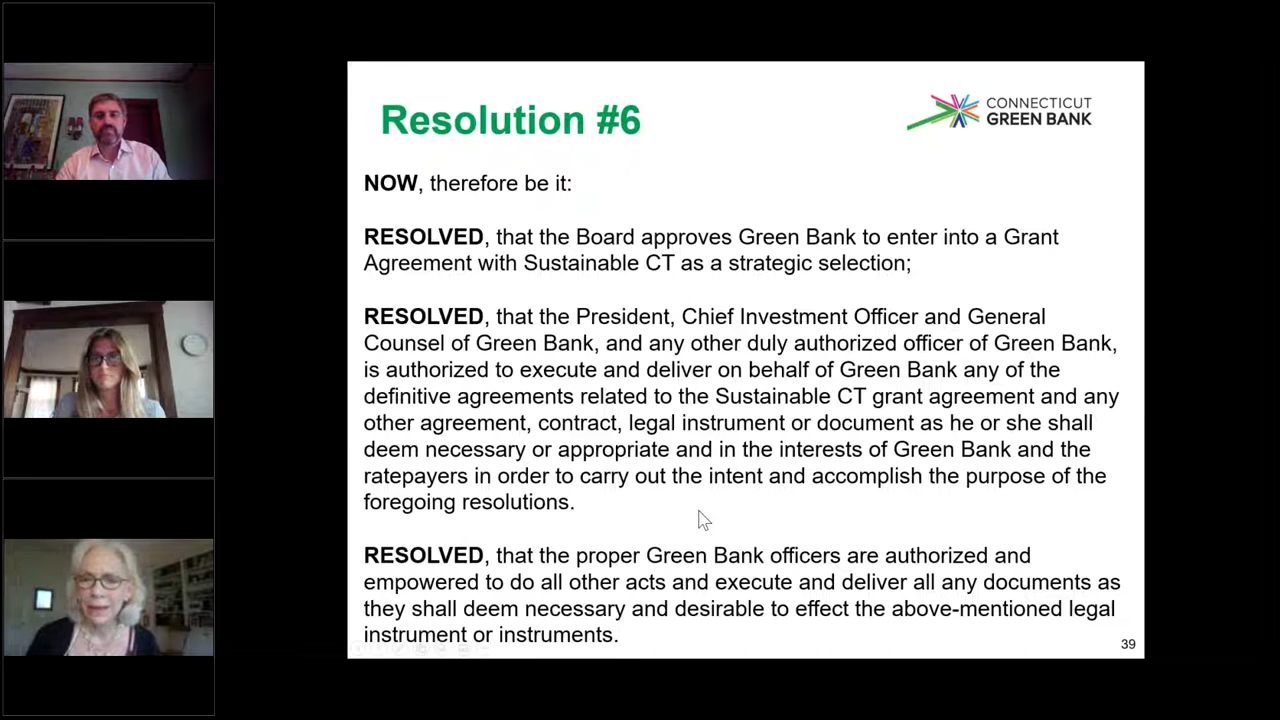 Resolution #6
CONNECTICUT
GREEN BANK
NOW, therefore be it:
RESOLVED, that the Board approves Green Bank to enter into a Grant
Agreement with Sustainable CT as a strategic selection;
RESOLVED, that the President, Chief Investment Officer and General
Counsel of Green Bank, and any other duly authorized officer of Green Bank,
is authorized to execute and deliver on behalf of Green Bank any of the
definitive agreements related to the Sustainable CT grant agreement and any
other agreement, contract, legal instrument or document as he or she shall
deem necessary or appropriate and in the interests of Green Bank and the
ratepayers in order to carry out the intent and accomplish the purpose of the
foregoing resolutions.
RESOLVED, that the proper Green Bank officers are authorized and
empowered to do all other acts and execute and deliver all any documents as
they shall deem necessary and desirable to effect the above-mentioned legal
instrument or instruments.
39